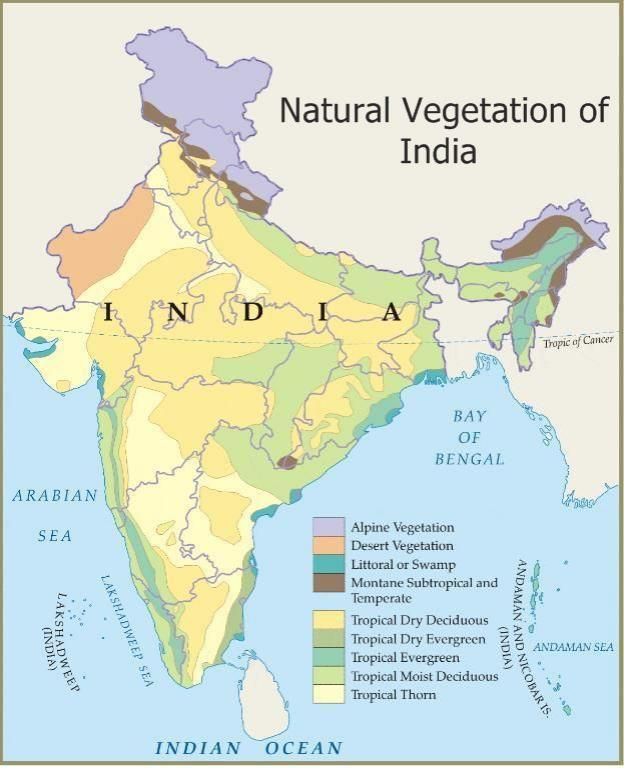 Natural Vegetation of
India
I N D I A
Tropic of Cancer
BAY
OF
BENGAL
ARABIAN
SEA
LAKSHADWEEP
(INDIA)
LAKSHADWEEP SEA
Alpine Vegetation
Desert Vegetation
Littoral or Swamp
Montane Subtropical and
Temperate
Tropical Dry Deciduous
Tropical Dry Evergreen
Tropical Evergreen
Tropical Moist Deciduous
Tropical Thorn
ANDAMAN AND NICOBAR IS.
(INDIA)
ANDAMAN SEA
INDIAN OCEAN